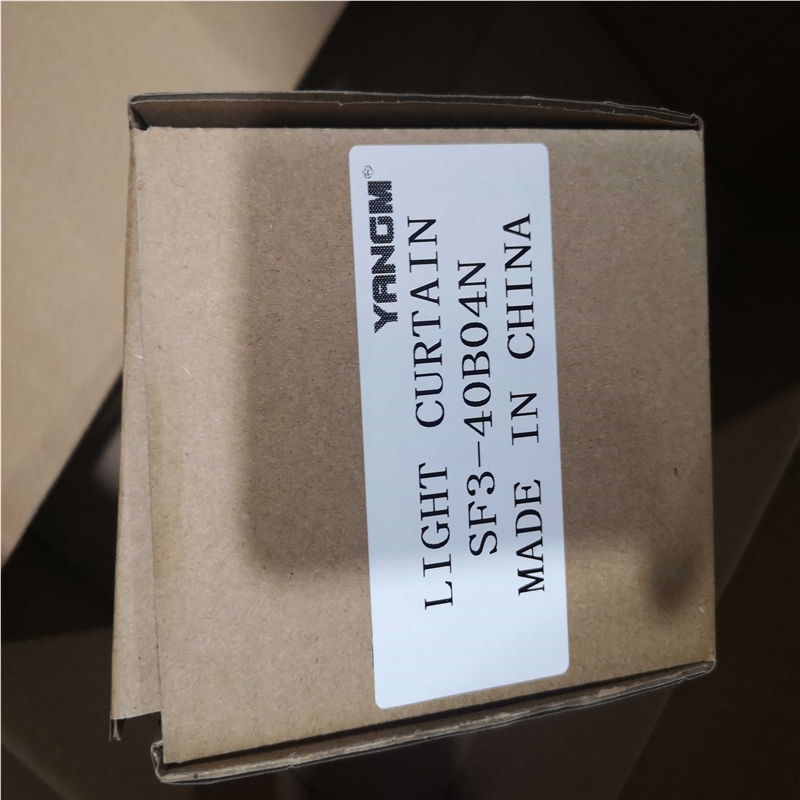 YANGM®
LIGHT CURTAIN
SF3-40B04N
MADE IN CHINA